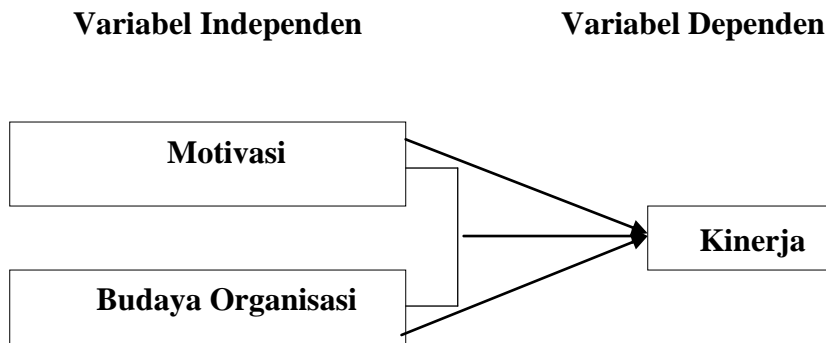 Variabel Independen
Variabel Dependen
Motivasi
Kinerja
Budaya Organisasi